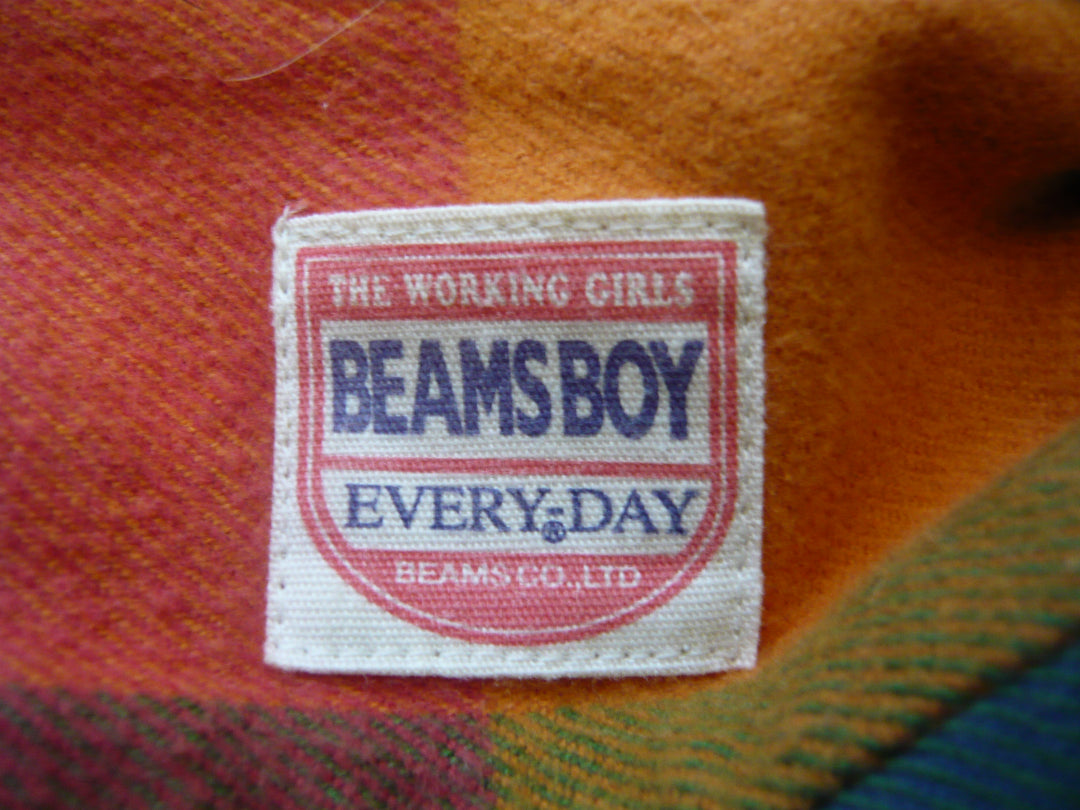 THE WORKING GIRLS
BEAMS BOY
EVERY-DAY
®
BEAMS CO., LTD